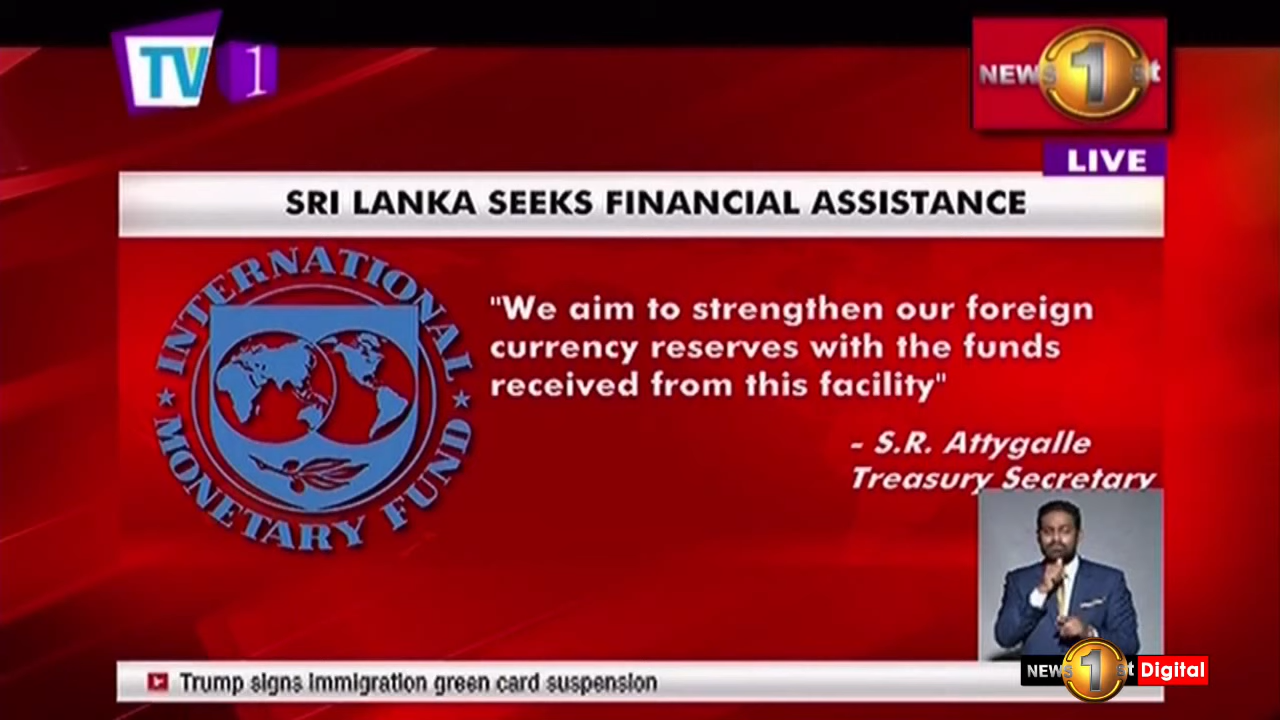 TV 1
NEWS 1st
LIVE
SRI LANKA SEEKS FINANCIAL ASSISTANCE
INTERNATIONAL
MONETARY FUND
"We aim to strengthen our foreign
currency reserves with the funds
received from this facility"
- S.R. Attygalle
Treasury Secretary
Trump signs immigration green card suspension
NEWS 1st Digital